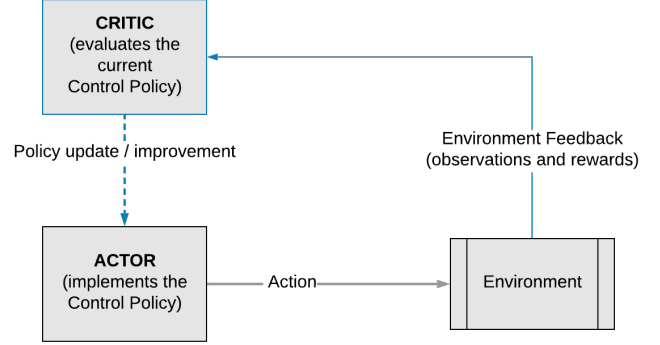 CRITIC
(evaluates the
current
Control Policy)
Policy update / improvement
Environment Feedback
(observations and rewards)
ACTOR
(implements the
Control Policy)
Action
Environment